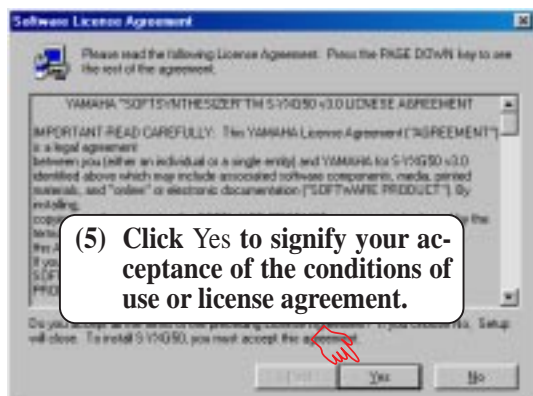 Software License Agreement
Please read the following License Agreement. Press the PAGE DOWN key to see
the rest of the agreement.
YAMAHA "SOFTSYNTHESIZER"TM S-YXG50 v3.0 LICNESE AGREEMENT
IMPORTANT-READ CAREFULLY: This YAMAHA License Agreement ("AGREEMENT")
is a legal agreement
between you (either an individual or a single entity) and YAMAHA for S-YXG50 v3.0
identified above which may include associated software components, media, printed
materials, and "online" or electronic documentation ("SOFTWARE PRODUCT"). By
installing,
by the
(5) Click Yes to signify your ac-
ceptance of the conditions of
use or license agreement.
Do you accept all the terms of the preceding License Agreement? If you choose No, Setup
will close. To install S-YXG50, you must accept this agreement.
Yes
No